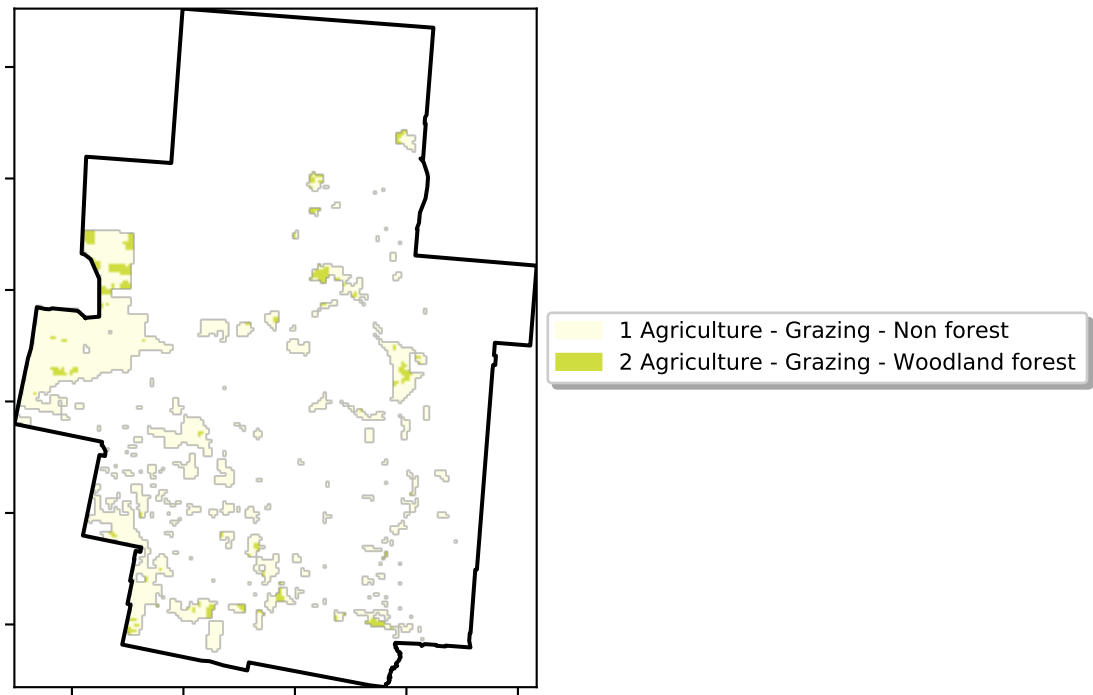 1 Agriculture - Grazing - Non forest
2 Agriculture - Grazing - Woodland forest